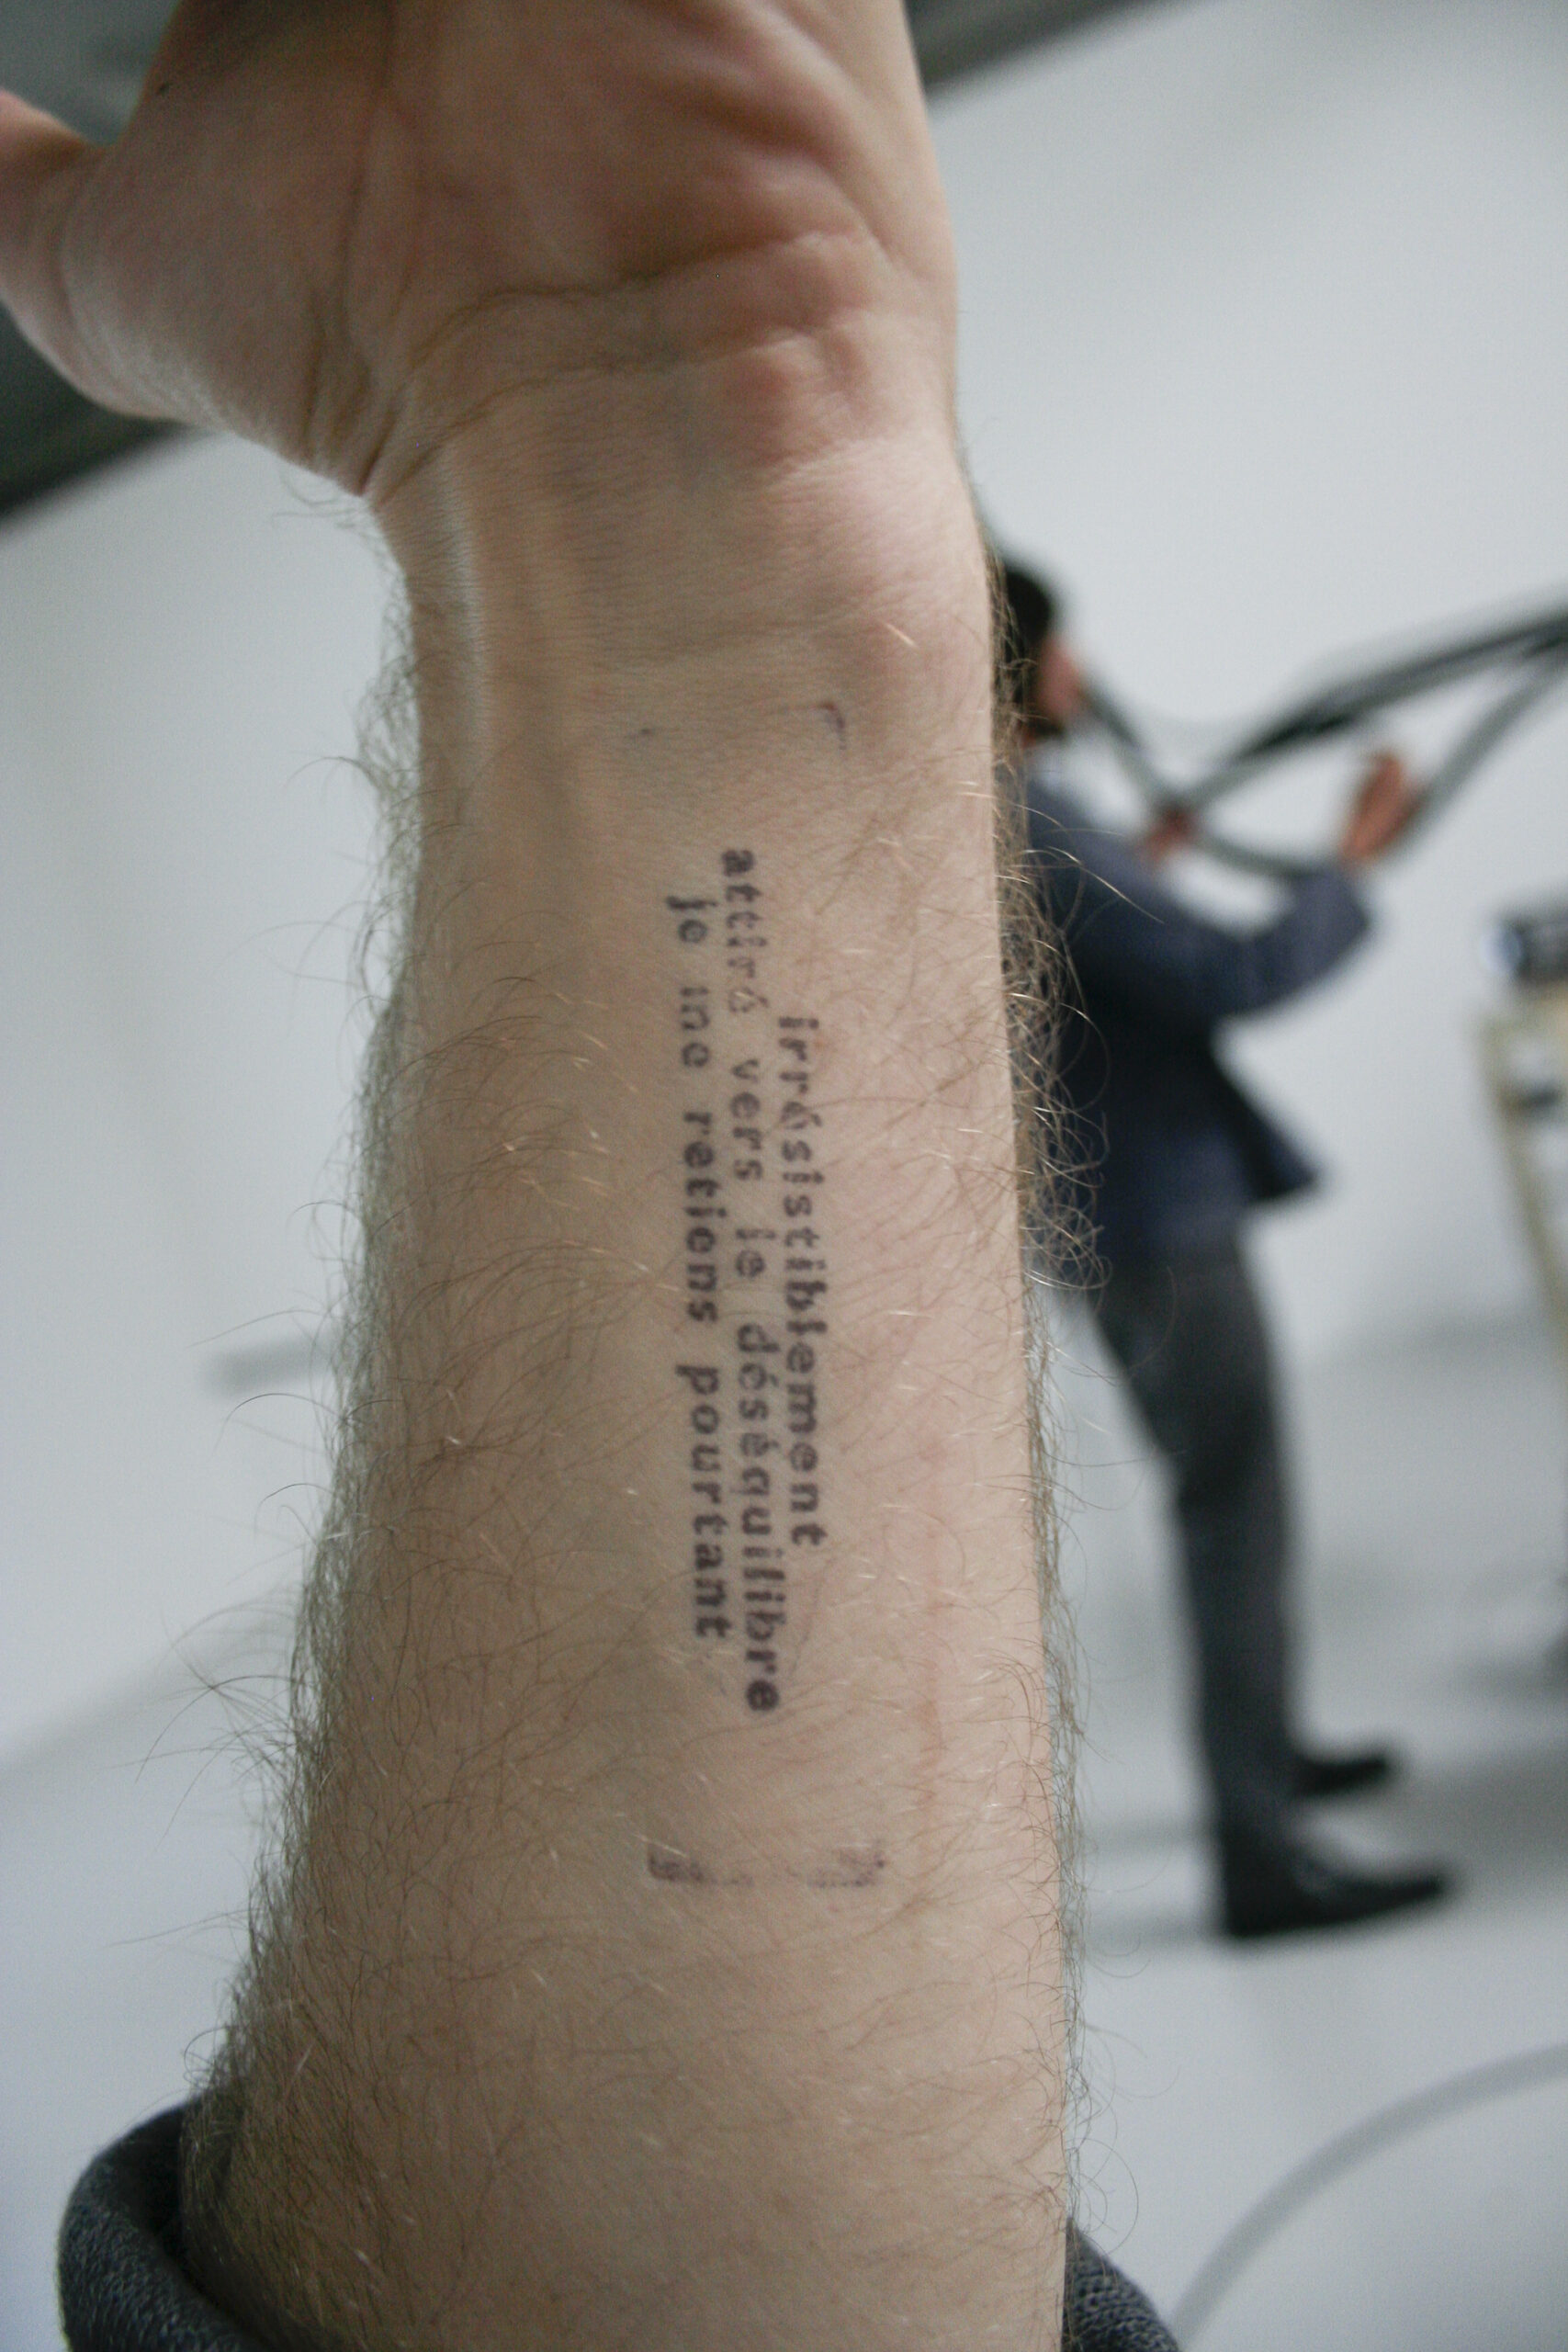 irrésistiblement
attiré vers le déséquilibre
je me retiens pourtant